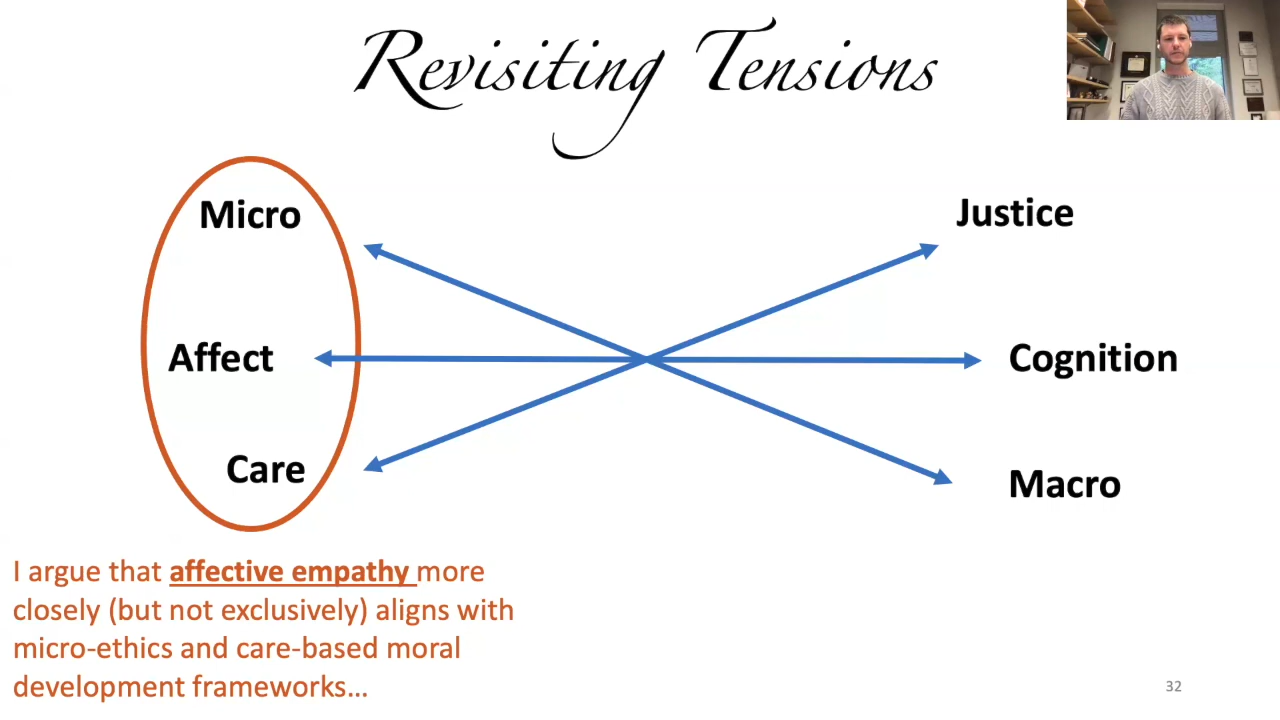 Revisiting Tensions
Micro
Justice
Affect
Cognition
Care
Macro
I argue that affective empathy more
closely (but not exclusively) aligns with
micro-ethics and care-based moral
development frameworks…
32